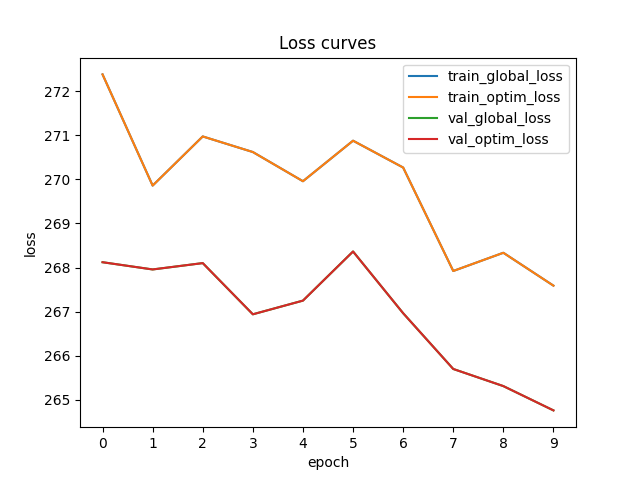 Loss curves
train_global_loss
train_optim_loss
val_global_loss
val_optim_loss
272
271
270
269
268
267
266
265
loss
0 1 2 3 4 5 6 7 8 9
epoch